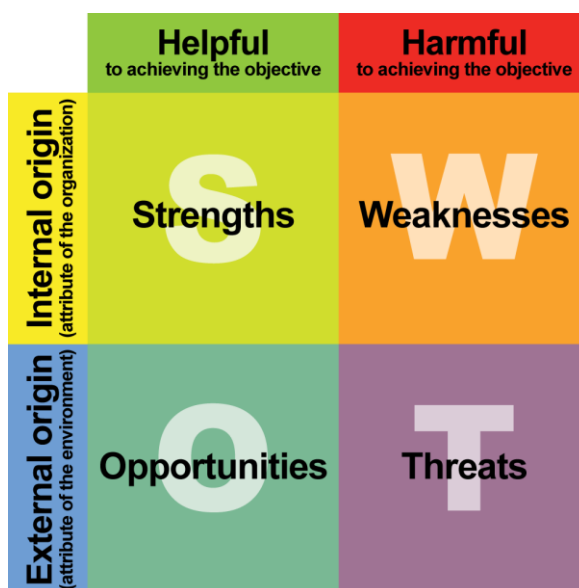 Helpful
to achieving the objective
Harmful
to achieving the objective
Internal origin
(attribute of the organization)
S
Strengths
W
Weaknesses
External origin
(attribute of the environment)
O
Opportunities
T
Threats